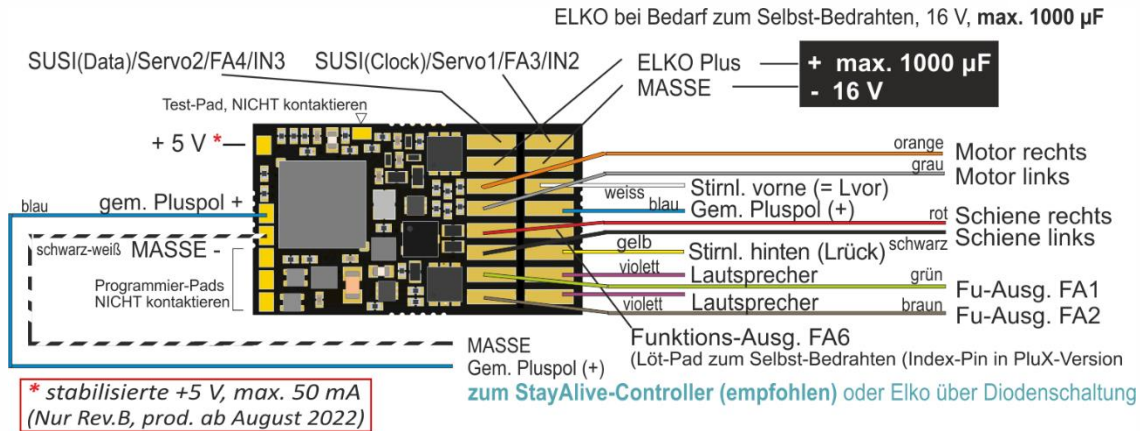 ELKO bei Bedarf zum Selbst-Bedrahten, 16 V, max. 1000 µF
SUSI(Data)/Servo2/FA4/IN3
SUSI(Clock)/Servo1/FA3/IN2
ELKO Plus
+ max. 1000 µF
MASSE
- 16 V
Test-Pad, NICHT kontaktieren
+ 5 V *
orange
Motor rechts
grau
Motor links
weiss
Stirnl. vorne (= Lvor)
blau
gem. Pluspol +
blau
Gem. Pluspol (+)
rot
Schiene rechts
schwarz-weiß
MASSE -
gelb
Stirnl. hinten (Lrück)
schwarz
Schiene links
Programmier-Pads
NICHT kontaktieren
violett
Lautsprecher
grün
Fu-Ausg. FA1
violett
Lautsprecher
braun
Fu-Ausg. FA2
Funktions-Ausg. FA6
(Löt-Pad zum Selbst-Bedrahten (Index-Pin in PluX-Version
MASSE
Gem. Pluspol (+)
zum StayAlive-Controller (empfohlen) oder Elko über Diodenschaltung
* stabilisierte +5 V, max. 50 mA
(Nur Rev.B, prod. ab August 2022)